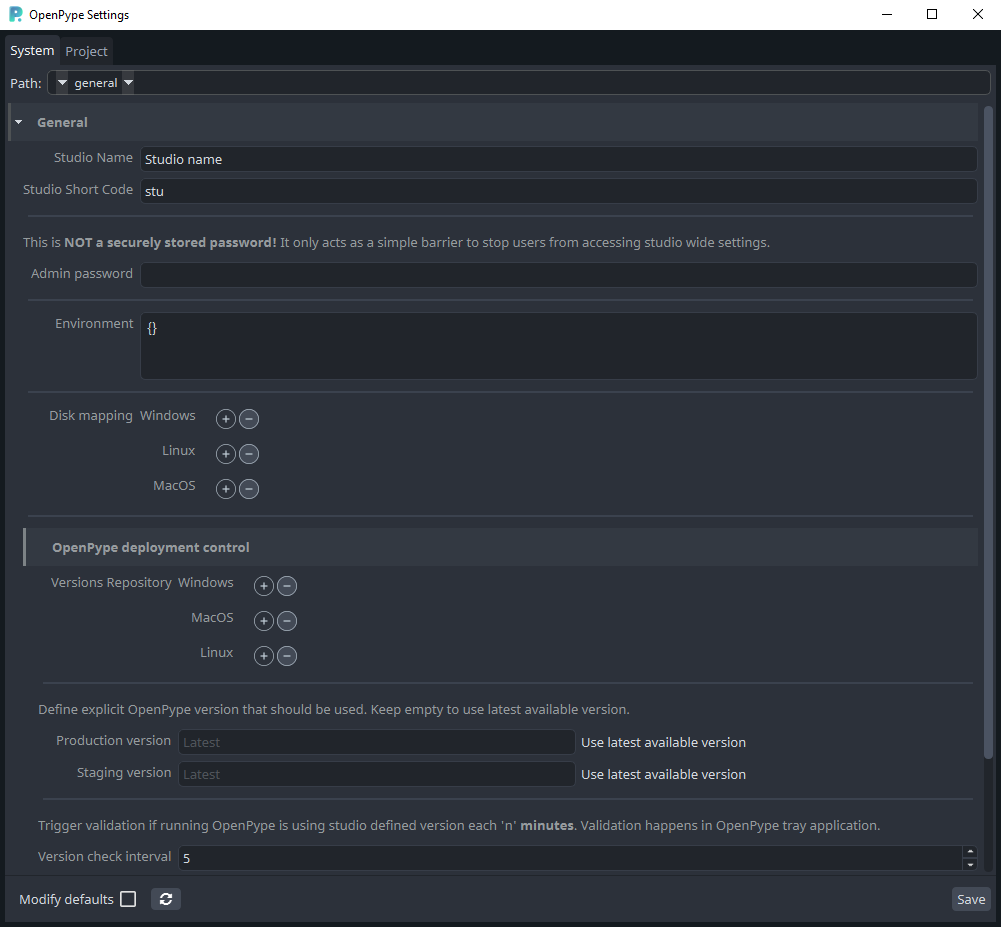 OpenPype Settings
System Project
Path: general
General
Studio Name Studio name
Studio Short Code stu
This is NOT a securely stored password! It only acts as a simple barrier to stop users from accessing studio wide settings.
Admin password
Environment {}
Disk mapping Windows + −
Linux + −
MacOS + −
OpenPype deployment control
Versions Repository Windows + −
MacOS + −
Linux + −
Define explicit OpenPype version that should be used. Keep empty to use latest available version.
Production version Latest Use latest available version
Staging version Latest Use latest available version
Trigger validation if running OpenPype is using studio defined version each 'n' minutes. Validation happens in OpenPype tray application.
Version check interval 5
Modify defaults Save